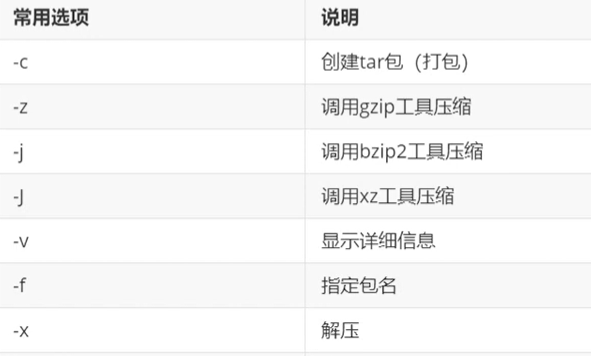 常用选项 说明
-c 创建tar包（打包）
-z 调用gzip工具压缩
-j 调用bzip2工具压缩
-J 调用xz工具压缩
-v 显示详细信息
-f 指定包名
-x 解压